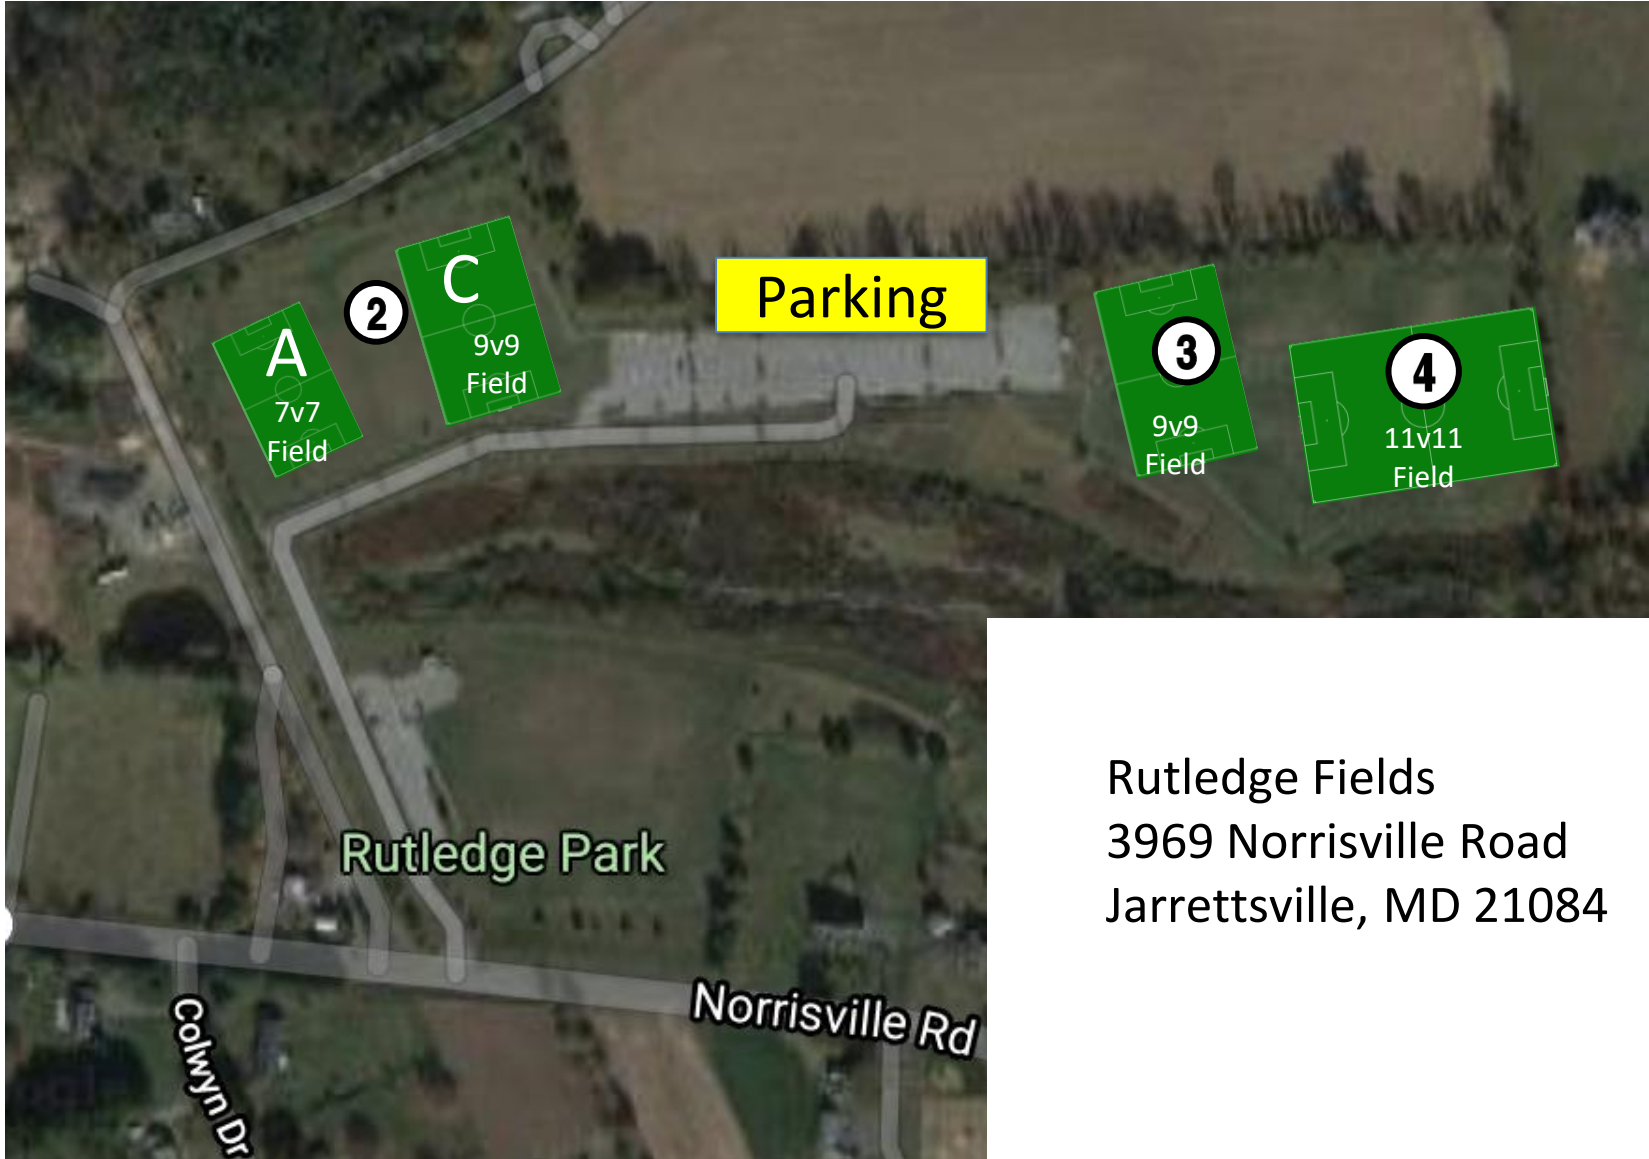 A
7v7
Field
2
C
9v9
Field
Parking
3
9v9
Field
4
11v11
Field
Rutledge Park
Norrisville Rd
Colwyn Dr
Rutledge Fields
3969 Norrisville Road
Jarrettsville, MD 21084